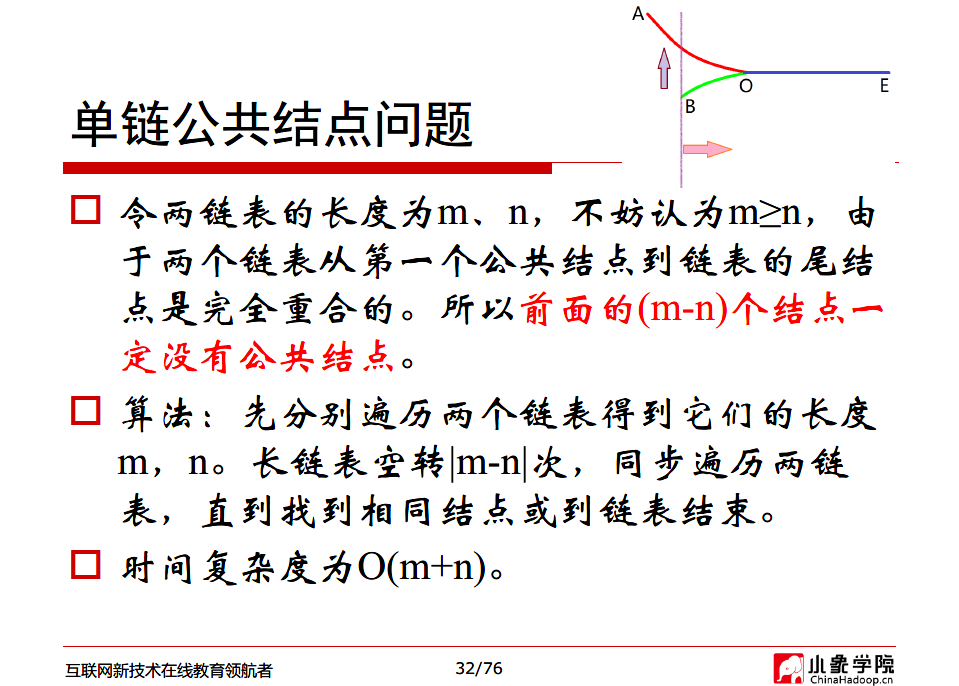 A
B
O
E
单链公共结点问题
令两链表的长度为m、n，不妨认为m≥n，由
于两个链表从第一个公共结点到链表的尾结
点是完全重合的。所以前面的(m-n)个结点一
定没有公共结点。
算法：先分别遍历两个链表得到它们的长度
m，n。长链表空转|m-n|次，同步遍历两链
表，直到找到相同结点或到链表结束。
时间复杂度为O(m+n)。
互联网新技术在线教育领航者
32/76
小象学院
ChinaHadoop.cn